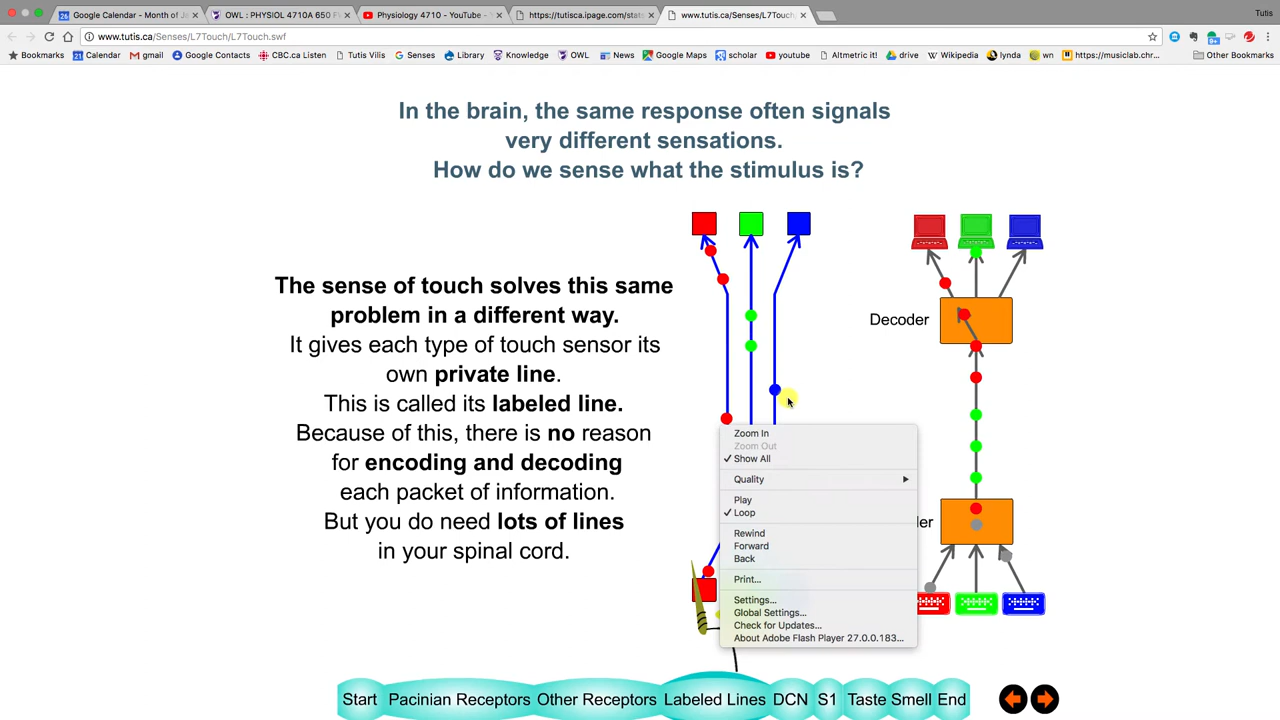 Google Calendar - Month of Ja
OWL : PHYSIOL 4710A 650 F
Physiology 4710 - YouTube -
https://tutisca.ipage.com/stats
www.tutis.ca/Senses/L7Touch/
Tutis
www.tutis.ca/Senses/L7Touch/L7Touch.swf
Bookmarks
Calendar
gmail
Google Contacts
CBC.ca Listen
Tutis Vilis
Senses
Library
Knowledge
OWL
News
Google Maps
scholar
youtube
Altmetric it!
drive
Wikipedia
lynda
wn
https://musiclab.chr...
Other Bookmarks
In the brain, the same response often signals
very different sensations.
How do we sense what the stimulus is?
The sense of touch solves this same
problem in a different way.
It gives each type of touch sensor its
own private line.
This is called its labeled line.
Because of this, there is no reason
for encoding and decoding
each packet of information.
But you do need lots of lines
in your spinal cord.
Decoder
der
Zoom In
Zoom Out
Show All
Quality
Play
Loop
Rewind
Forward
Back
Print...
Settings...
Global Settings...
Check for Updates...
About Adobe Flash Player 27.0.0.183...
Start
Pacinian Receptors
Other Receptors
Labeled Lines
DCN
S1
Taste
Smell
End